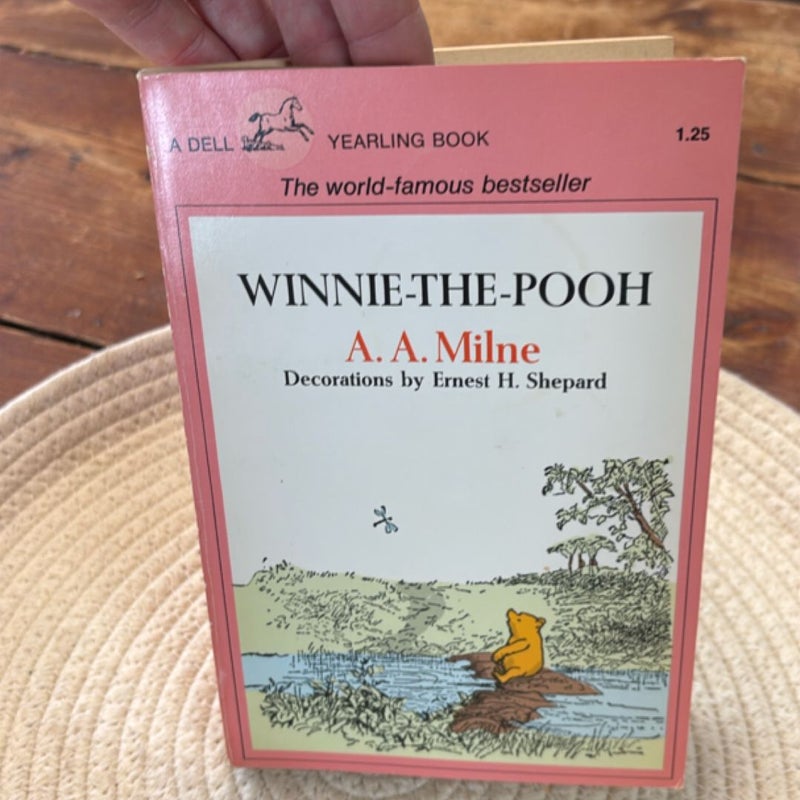 A DELL YEARLING BOOK 1.25
The world-famous bestseller
WINNIE-THE-POOH
A. A. Milne
Decorations by Ernest H. Shepard